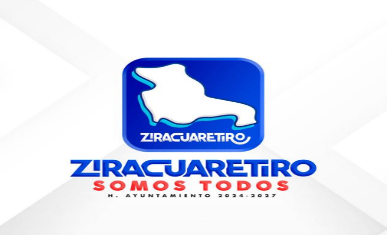 ZIRACUARETIRO
ZIRACUARETIRO
SOMOS TODOS
H. AYUNTAMIENTO 2024-2027